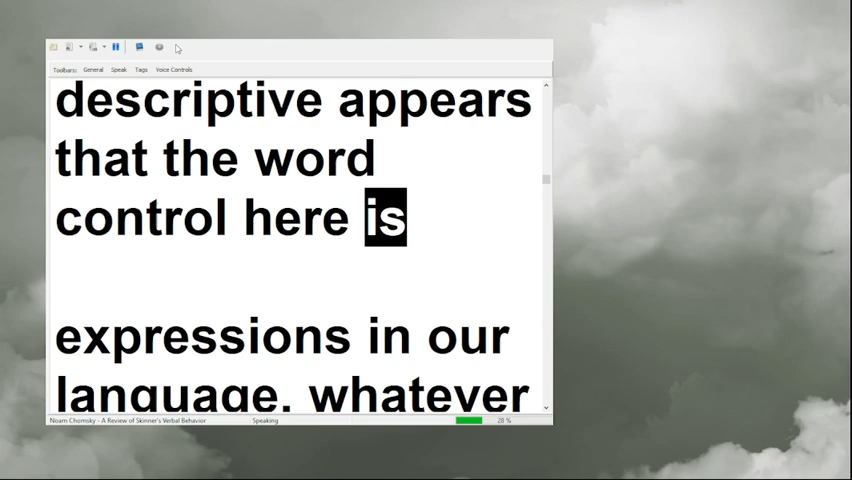 Toolbars: General Speak Tags Voice Controls
descriptive appears
that the word
control here is
expressions in our
language, whatever
Noam Chomsky - A Review of Skinner's Verbal Behavior Speaking 28 %